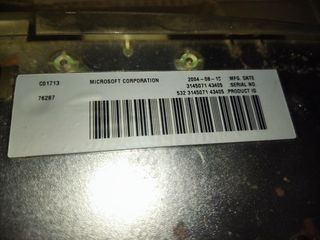 C01713 MICROSOFT CORPORATION 2004-08-1 MFG. DATE
3145071 43405 SERIAL NO.
76287 532 3145071 43405 PRODUCT ID